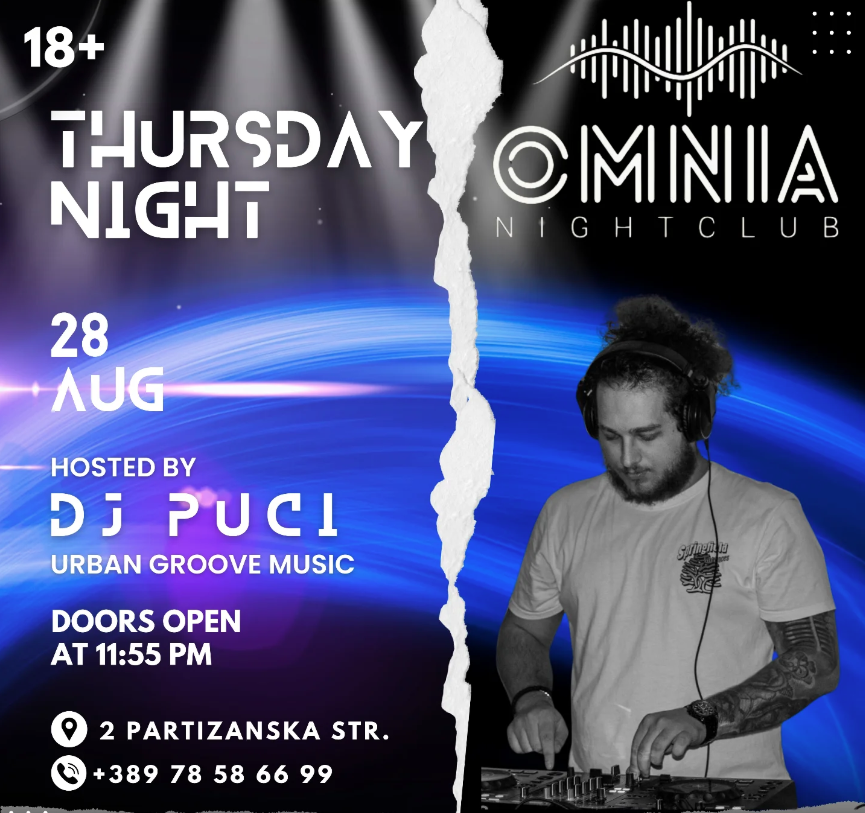 18+
THURSDAY
NIGHT
28
AUG
HOSTED BY
DJ PUCI
URBAN GROOVE MUSIC
DOORS OPEN
AT 11:55 PM
2 PARTIZANSKA STR.
+389 78 58 66 99
OMNIA
NIGHTCLUB
Springfield